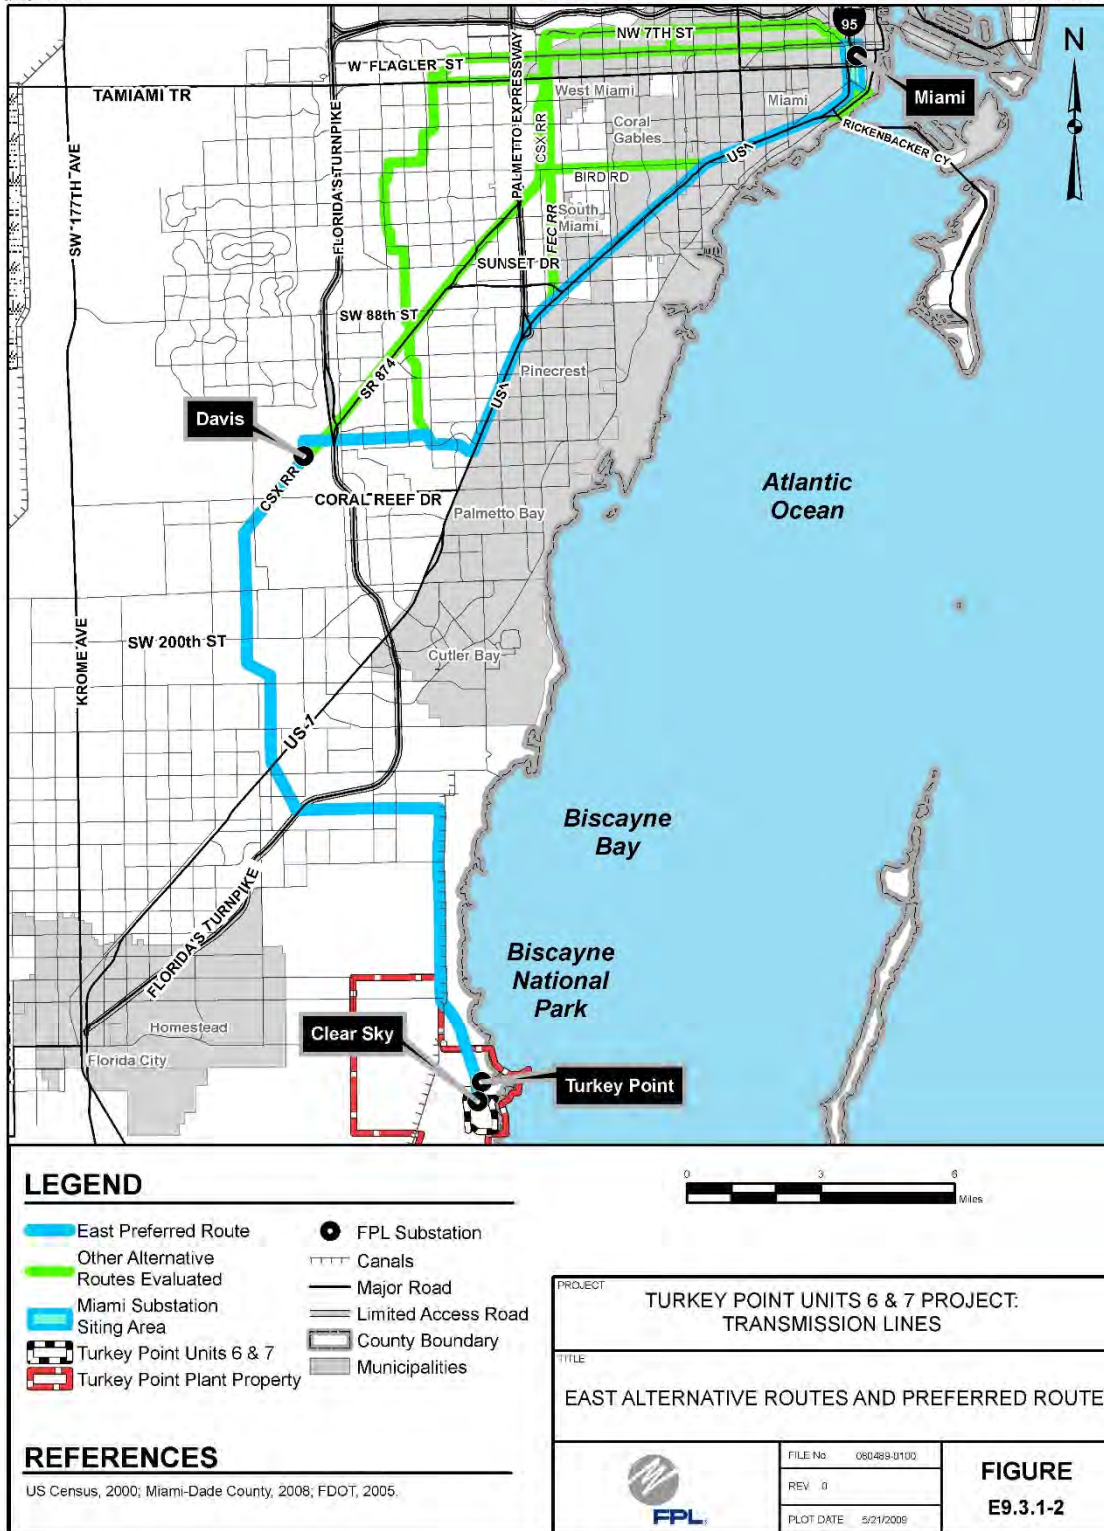 95
N
NW 7TH ST
W FLAGLER ST
TAMIAMI TR
West Miami
Miami
Miami
Coral
Gables
RICKENBACKER CY
PALMETTO EXPRESSWAY
CSX RR
US1
BIRD RD
FLORIDA'S TURNPIKE
SW 177TH AVE
South
Miami
FEC RR
SUNSET DR
SW 88th ST
SR 874
Pinecrest
US1
Davis
CSX RR
CORAL REEF DR
Palmetto Bay
Atlantic
Ocean
SW 200th ST
KROME AVE
Cutler Bay
US-1
Biscayne
Bay
FLORIDA'S TURNPIKE
Biscayne
National
Park
Homestead
Clear Sky
Florida City
Turkey Point
LEGEND
East Preferred Route
Other Alternative
Routes Evaluated
Miami Substation
Siting Area
Turkey Point Units 6 & 7
Turkey Point Plant Property
FPL Substation
Canals
Major Road
Limited Access Road
County Boundary
Municipalities
0 3 6
Miles
REFERENCES
US Census, 2000; Miami-Dade County, 2008; FDOT, 2005.
PROJECT
TURKEY POINT UNITS 6 & 7 PROJECT:
TRANSMISSION LINES
TITLE
EAST ALTERNATIVE ROUTES AND PREFERRED ROUTE
FPL
FILE No. 080489-0100
REV. 0
PLOT DATE 5/21/2009
FIGURE
E9.3.1-2